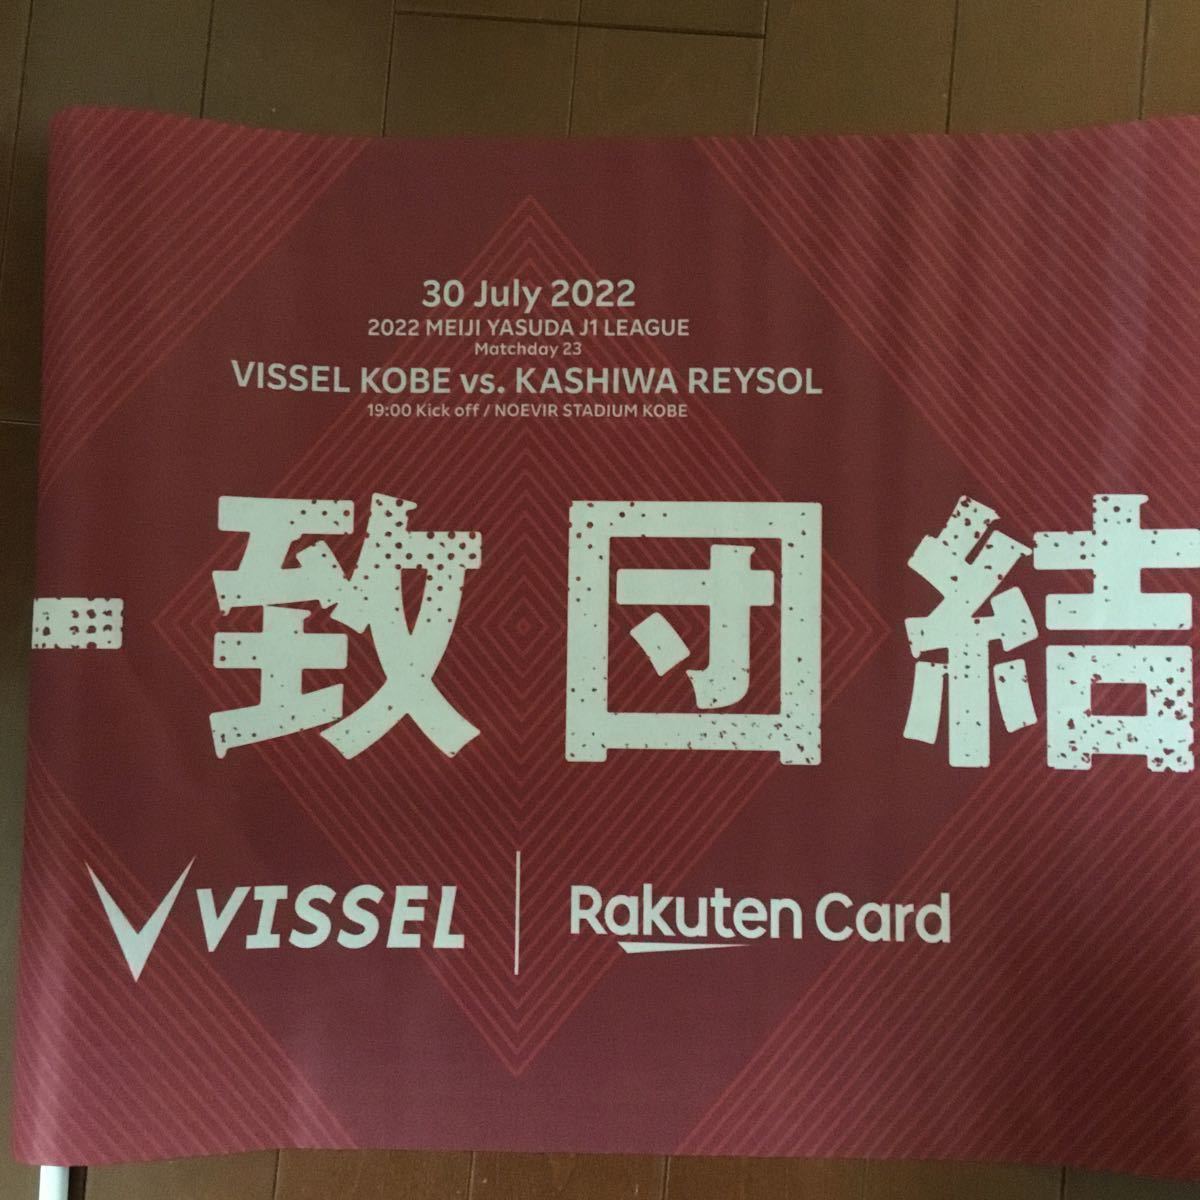 30 July 2022
2022 MEIJI YASUDA J1 LEAGUE
Matchday 23
VISSEL KOBE vs. KASHIWA REYSOL
19:00 Kick off / NOEVIR STADIUM KOBE
一致団結
VISSEL
Rakuten Card